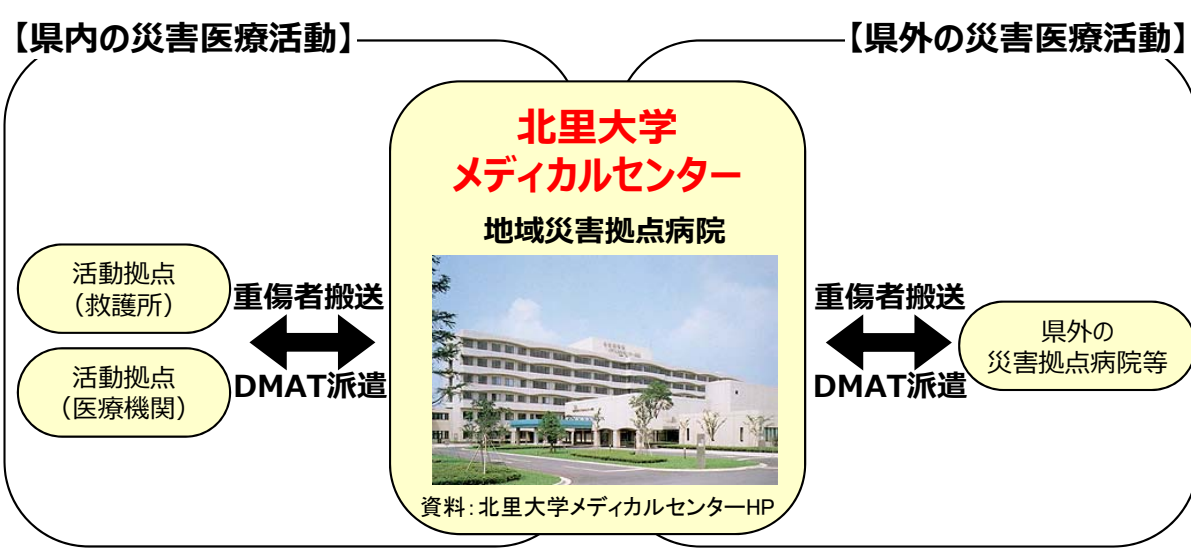 【県内の災害医療活動】
【県外の災害医療活動】
北里大学
メディカルセンター
地域災害拠点病院
活動拠点
（救護所）
重傷者搬送
DMAT派遣
活動拠点
（医療機関）
重傷者搬送
DMAT派遣
県外の
災害拠点病院等
資料：北里大学メディカルセンターHP